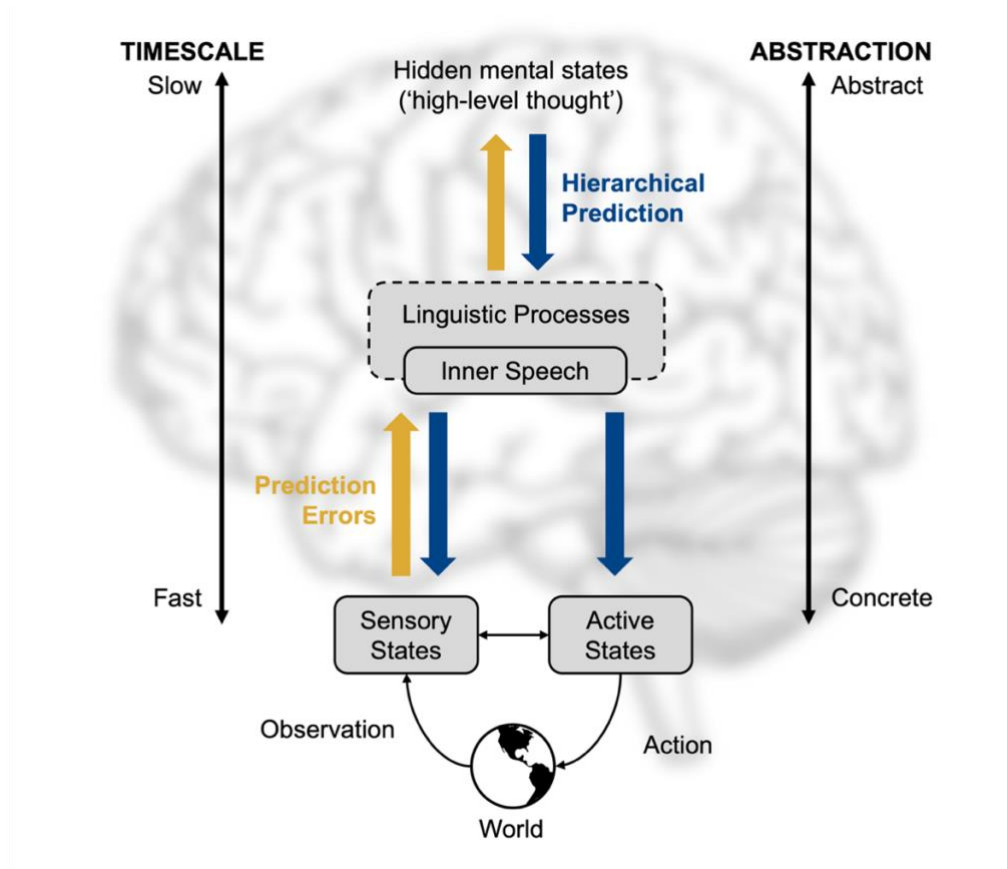 TIMESCALE
Slow
ABSTRACTION
Abstract
Hidden mental states
(‘high-level thought’)
Hierarchical
Prediction
Linguistic Processes
Inner Speech
Prediction
Errors
Fast
Concrete
Sensory
States
Active
States
Observation
Action
World